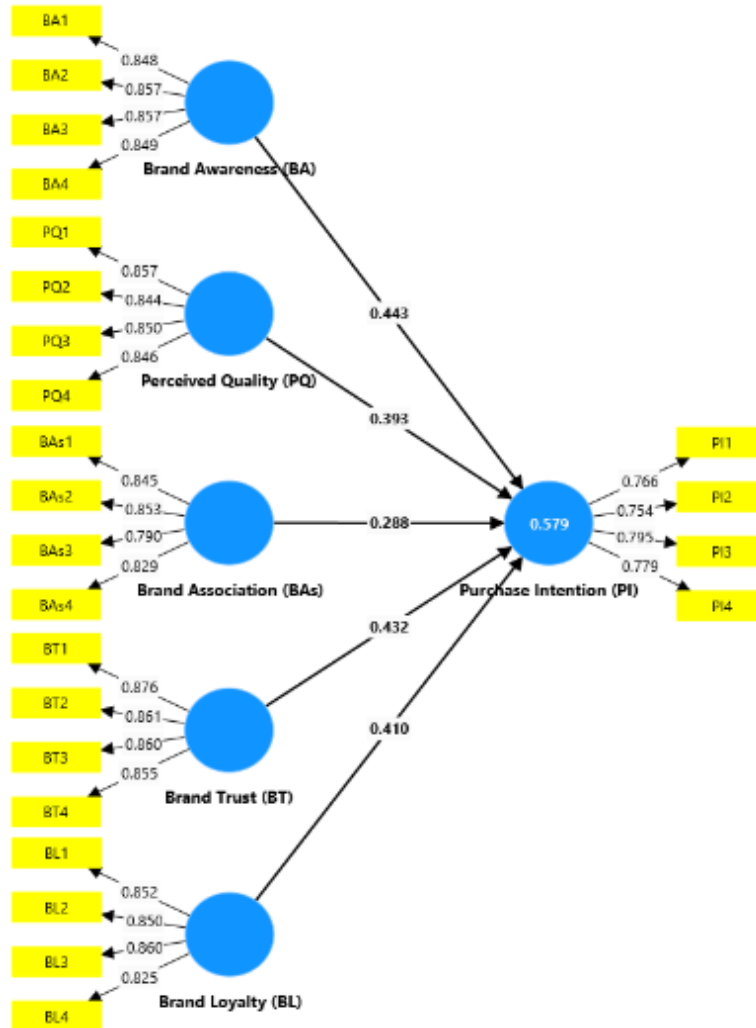 BA1
0.848
BA2
0.857
BA3
0.857
0.849
BA4
Brand Awareness (BA)
PQ1
0.857
PQ2
0.844
PQ3
0.850
0.846
PQ4
Perceived Quality (PQ)
BAs1
0.845
BAs2
0.853
BAs3
0.790
0.829
BAs4
Brand Association (BAs)
BT1
0.876
BT2
0.861
BT3
0.860
0.855
BT4
Brand Trust (BT)
BL1
0.852
BL2
0.850
BL3
0.860
0.825
BL4
Brand Loyalty (BL)
0.443
0.393
0.288
0.432
0.410
0.579
Purchase Intention (PI)
PI1
0.766
PI2
0.754
0.795
PI3
0.779
PI4